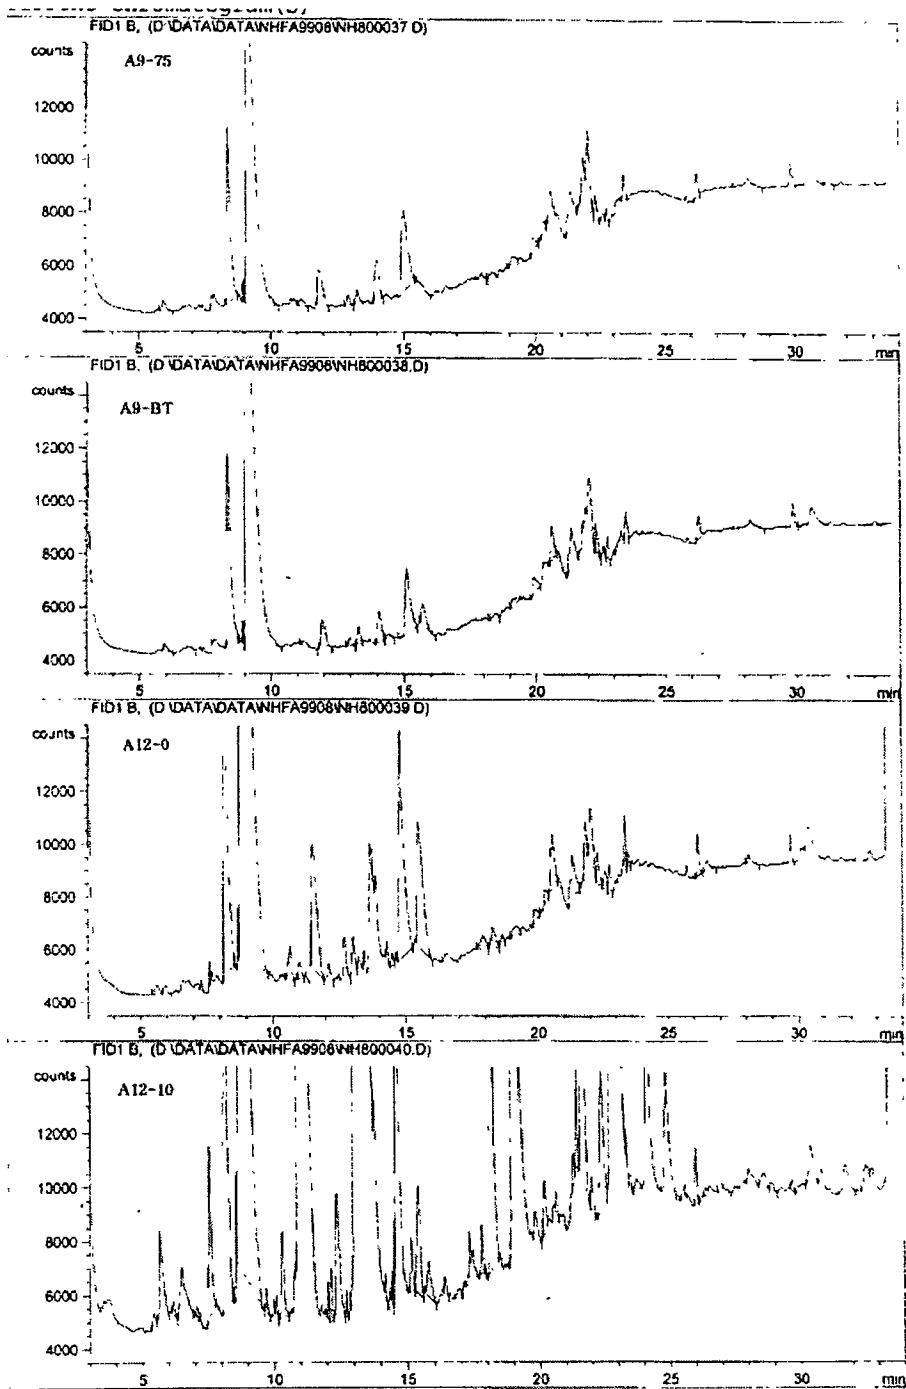 FID1 B, (D:\DATA\DATA\NHFA9908\NH800037.D)
counts
A9-75
12000
10000
8000
6000
4000
5 10 15 20 25 30 min
FID1 B, (D:\DATA\DATA\NHFA9908\NH800038.D)
counts
A9-BT
12000
10000
8000
6000
4000
5 10 15 20 25 30 min
FID1 B, (D:\DATA\DATA\NHFA9908\NH800039.D)
counts
A12-0
12000
10000
8000
6000
4000
5 10 15 20 25 30 min
FID1 B, (D:\DATA\DATA\NHFA9908\NH800040.D)
counts
A12-10
12000
10000
8000
6000
4000
5 10 15 20 25 30 min